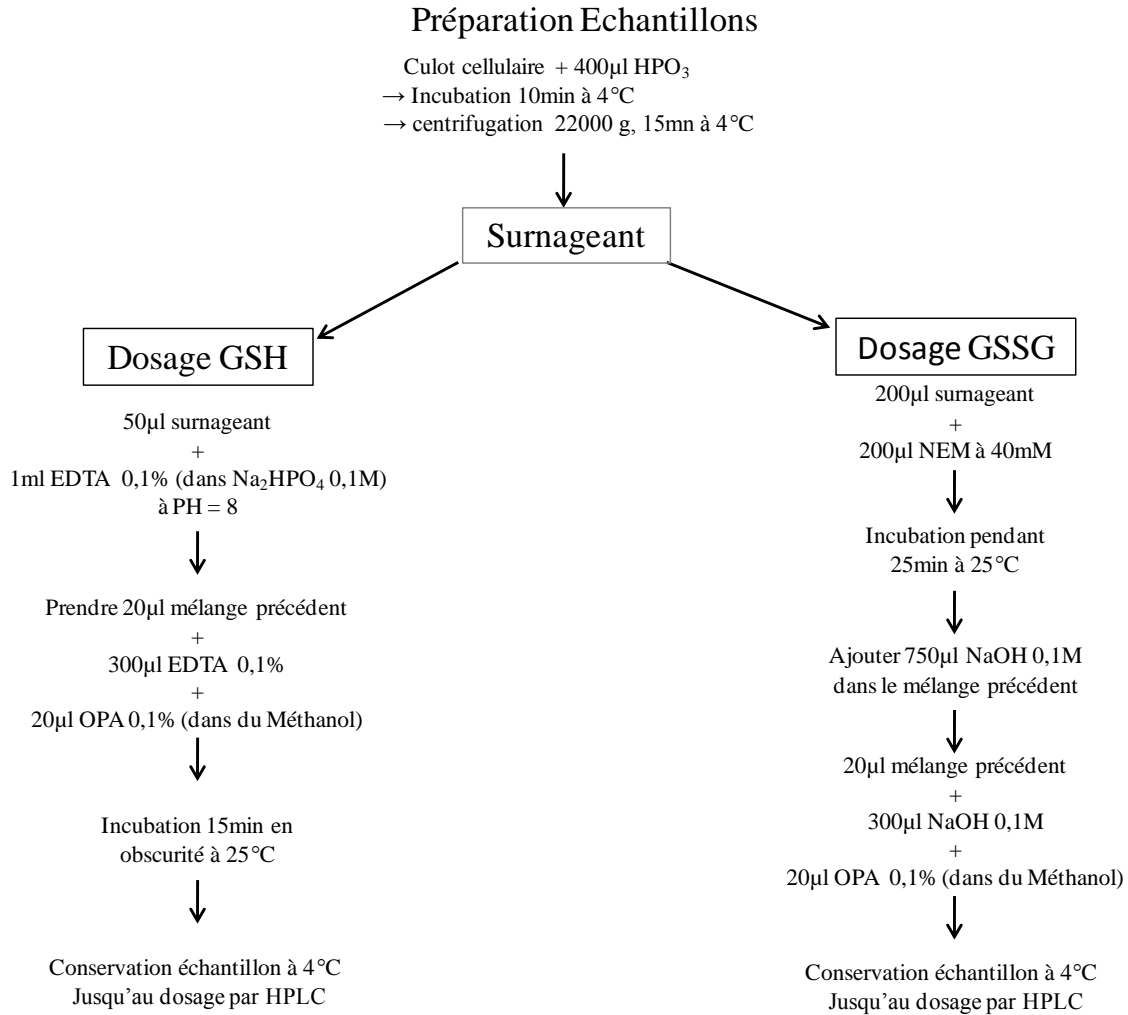 Préparation Echantillons
Culot cellulaire + 400µl HPO₃
→ Incubation 10min à 4°C
→ centrifugation 22000 g, 15mn à 4°C
Surnageant
Dosage GSH
50µl surnageant
+
1ml EDTA 0,1% (dans Na₂HPO₄ 0,1M)
à PH = 8
Prendre 20µl mélange précédent
+
300µl EDTA 0,1%
+
20µl OPA 0,1% (dans du Méthanol)
Incubation 15min en
obscurité à 25°C
Conservation échantillon à 4°C
Jusqu'au dosage par HPLC
Dosage GSSG
200µl surnageant
+
200µl NEM à 40mM
Incubation pendant
25min à 25°C
Ajouter 750µl NaOH 0,1M
dans le mélange précédent
20µl mélange précédent
+
300µl NaOH 0,1M
+
20µl OPA 0,1% (dans du Méthanol)
Conservation échantillon à 4°C
Jusqu'au dosage par HPLC